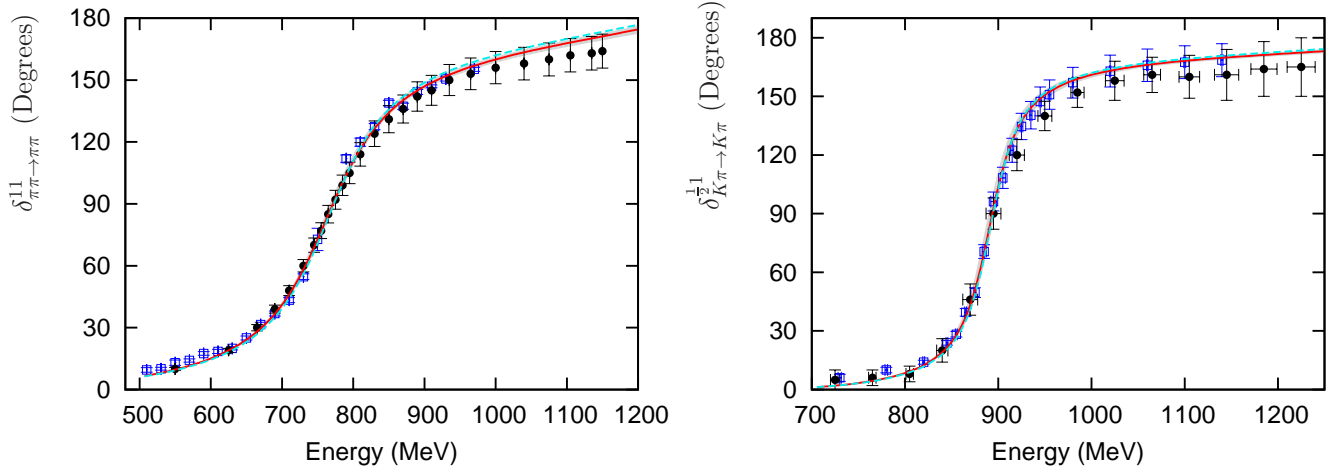 δ^{11}_{ππ→ππ} (Degrees)
180
150
120
90
60
30
0
500 600 700 800 900 1000 1100 1200
Energy (MeV)
δ^{\frac{1}{2}1}_{Kπ→Kπ} (Degrees)
180
150
120
90
60
30
0
700 800 900 1000 1100 1200
Energy (MeV)